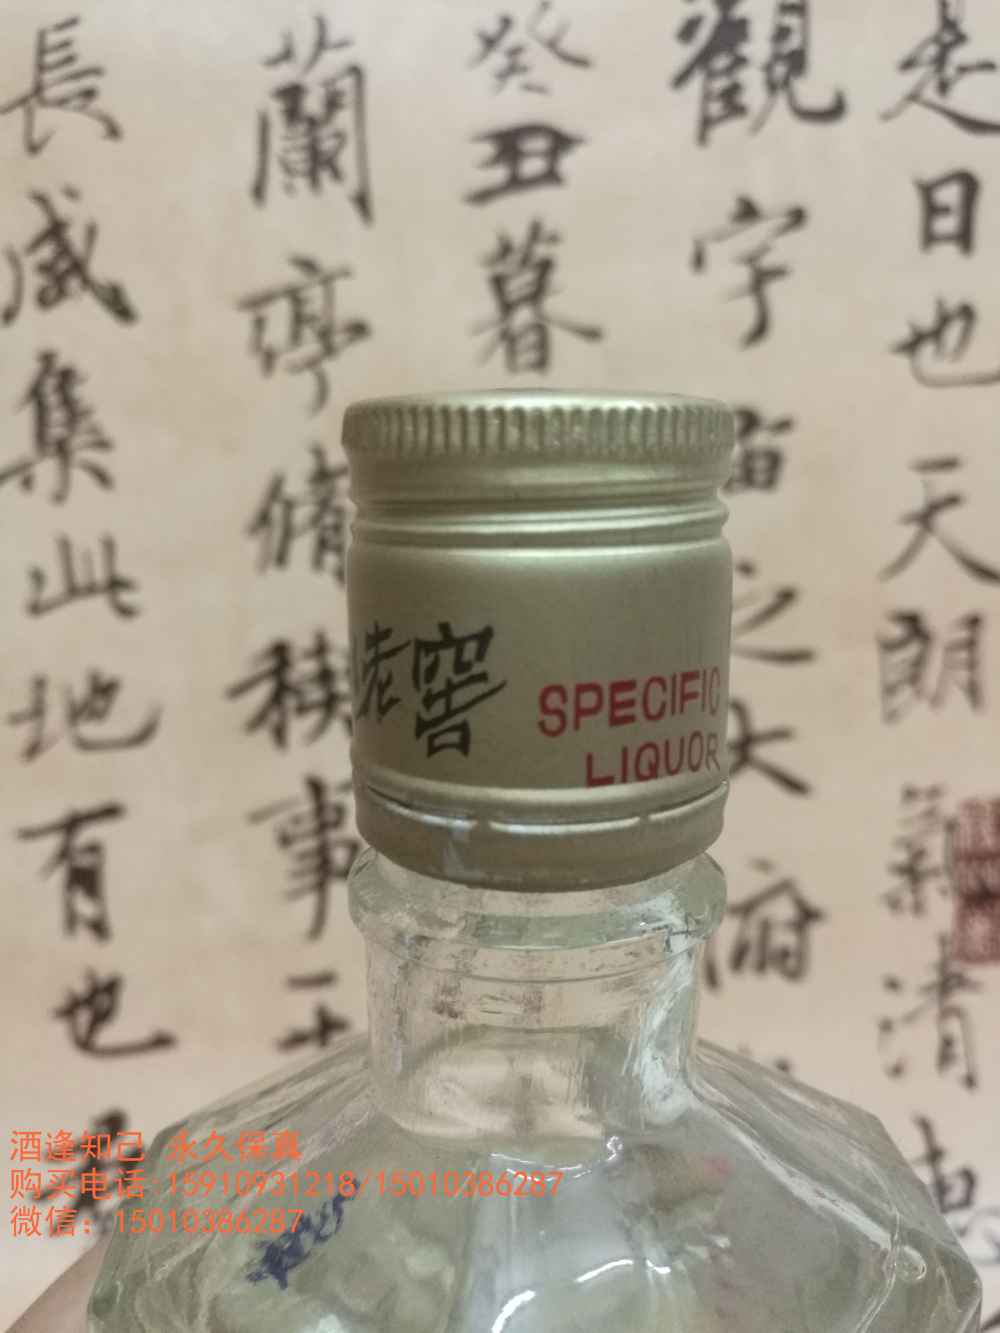 是日也天朗氣清惠
觀宇宙之大俯
癸丑暮
蘭亭脩稧事
長咸集此地有
老窖
SPECIFIC
LIQUOR
酒逢知己 永久保真
购买电话:15910931218/15010386287
微信：15010386287